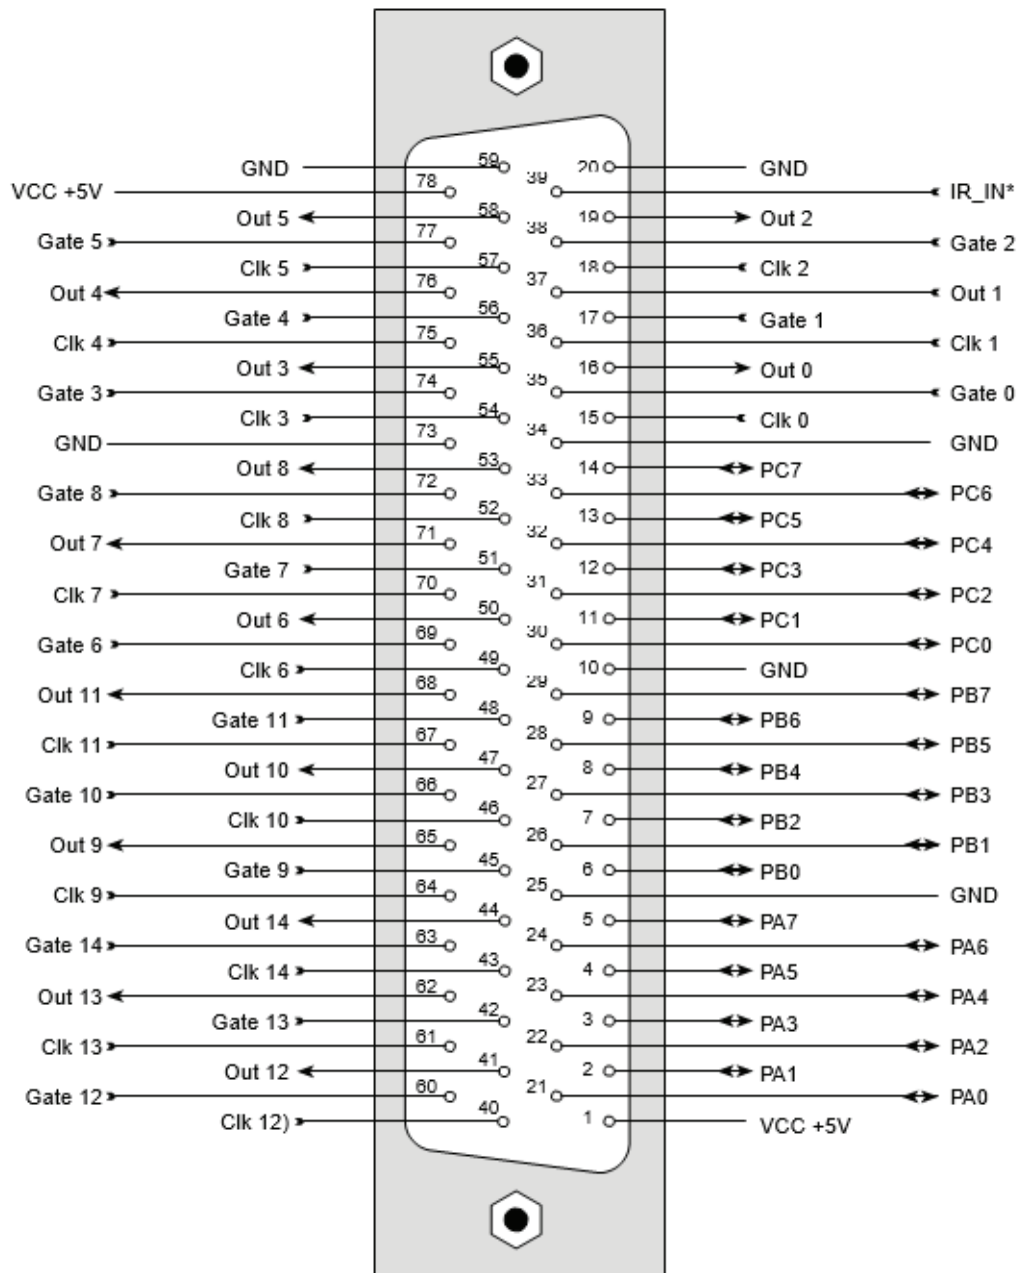 GND 59 20 GND
VCC +5V 78 39 IR_IN*
Out 5 58 19 Out 2
Gate 5 77 38 Gate 2
Clk 5 57 18 Clk 2
Out 4 76 37 Out 1
Gate 4 56 17 Gate 1
Clk 4 75 36 Clk 1
Out 3 55 16 Out 0
Gate 3 74 35 Gate 0
Clk 3 54 15 Clk 0
GND 73 34 GND
Out 8 53 14 PC7
Gate 8 72 33 PC6
Clk 8 52 13 PC5
Out 7 71 32 PC4
Gate 7 51 12 PC3
Clk 7 70 31 PC2
Out 6 50 11 PC1
Gate 6 69 30 PC0
Clk 6 49 10 GND
Out 11 68 29 PB7
Gate 11 48 9 PB6
Clk 11 67 28 PB5
Out 10 47 8 PB4
Gate 10 66 27 PB3
Clk 10 46 7 PB2
Out 9 65 26 PB1
Gate 9 45 6 PB0
Clk 9 64 25 GND
Out 14 44 5 PA7
Gate 14 63 24 PA6
Clk 14 43 4 PA5
Out 13 62 23 PA4
Gate 13 42 3 PA3
Clk 13 61 22 PA2
Out 12 41 2 PA1
Gate 12 60 21 PA0
Clk 12) 40 1 VCC +5V